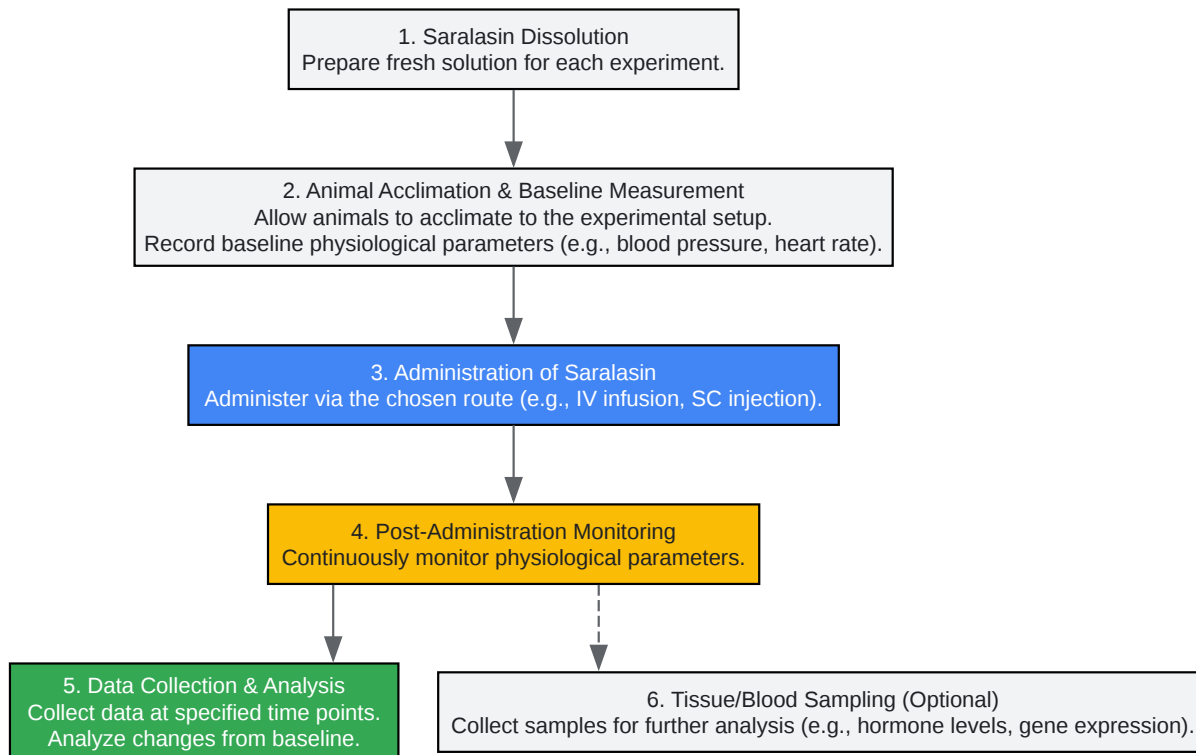 1. Saralasin Dissolution
Prepare fresh solution for each experiment.
2. Animal Acclimation & Baseline Measurement
Allow animals to acclimate to the experimental setup.
Record baseline physiological parameters (e.g., blood pressure, heart rate).
3. Administration of Saralasin
Administer via the chosen route (e.g., IV infusion, SC injection).
4. Post-Administration Monitoring
Continuously monitor physiological parameters.
5. Data Collection & Analysis
Collect data at specified time points.
Analyze changes from baseline.
6. Tissue/Blood Sampling (Optional)
Collect samples for further analysis (e.g., hormone levels, gene expression).